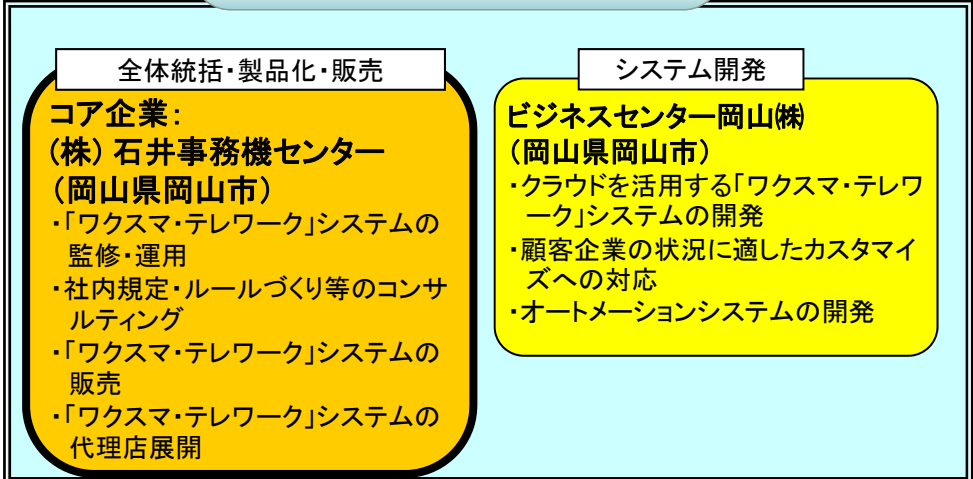 全体統括・製品化・販売
コア企業：
(株) 石井事務機センター
（岡山県岡山市）
・「ワクスマ・テレワーク」システムの
監修・運用
・社内規定・ルールづくり等のコンサ
ルティング
・「ワクスマ・テレワーク」システムの
販売
・「ワクスマ・テレワーク」システムの
代理店展開
システム開発
ビジネスセンター岡山㈱
（岡山県岡山市）
・クラウドを活用する「ワクスマ・テレワ
ーク」システムの開発
・顧客企業の状況に適したカスタマイ
ズへの対応
・オートメーションシステムの開発